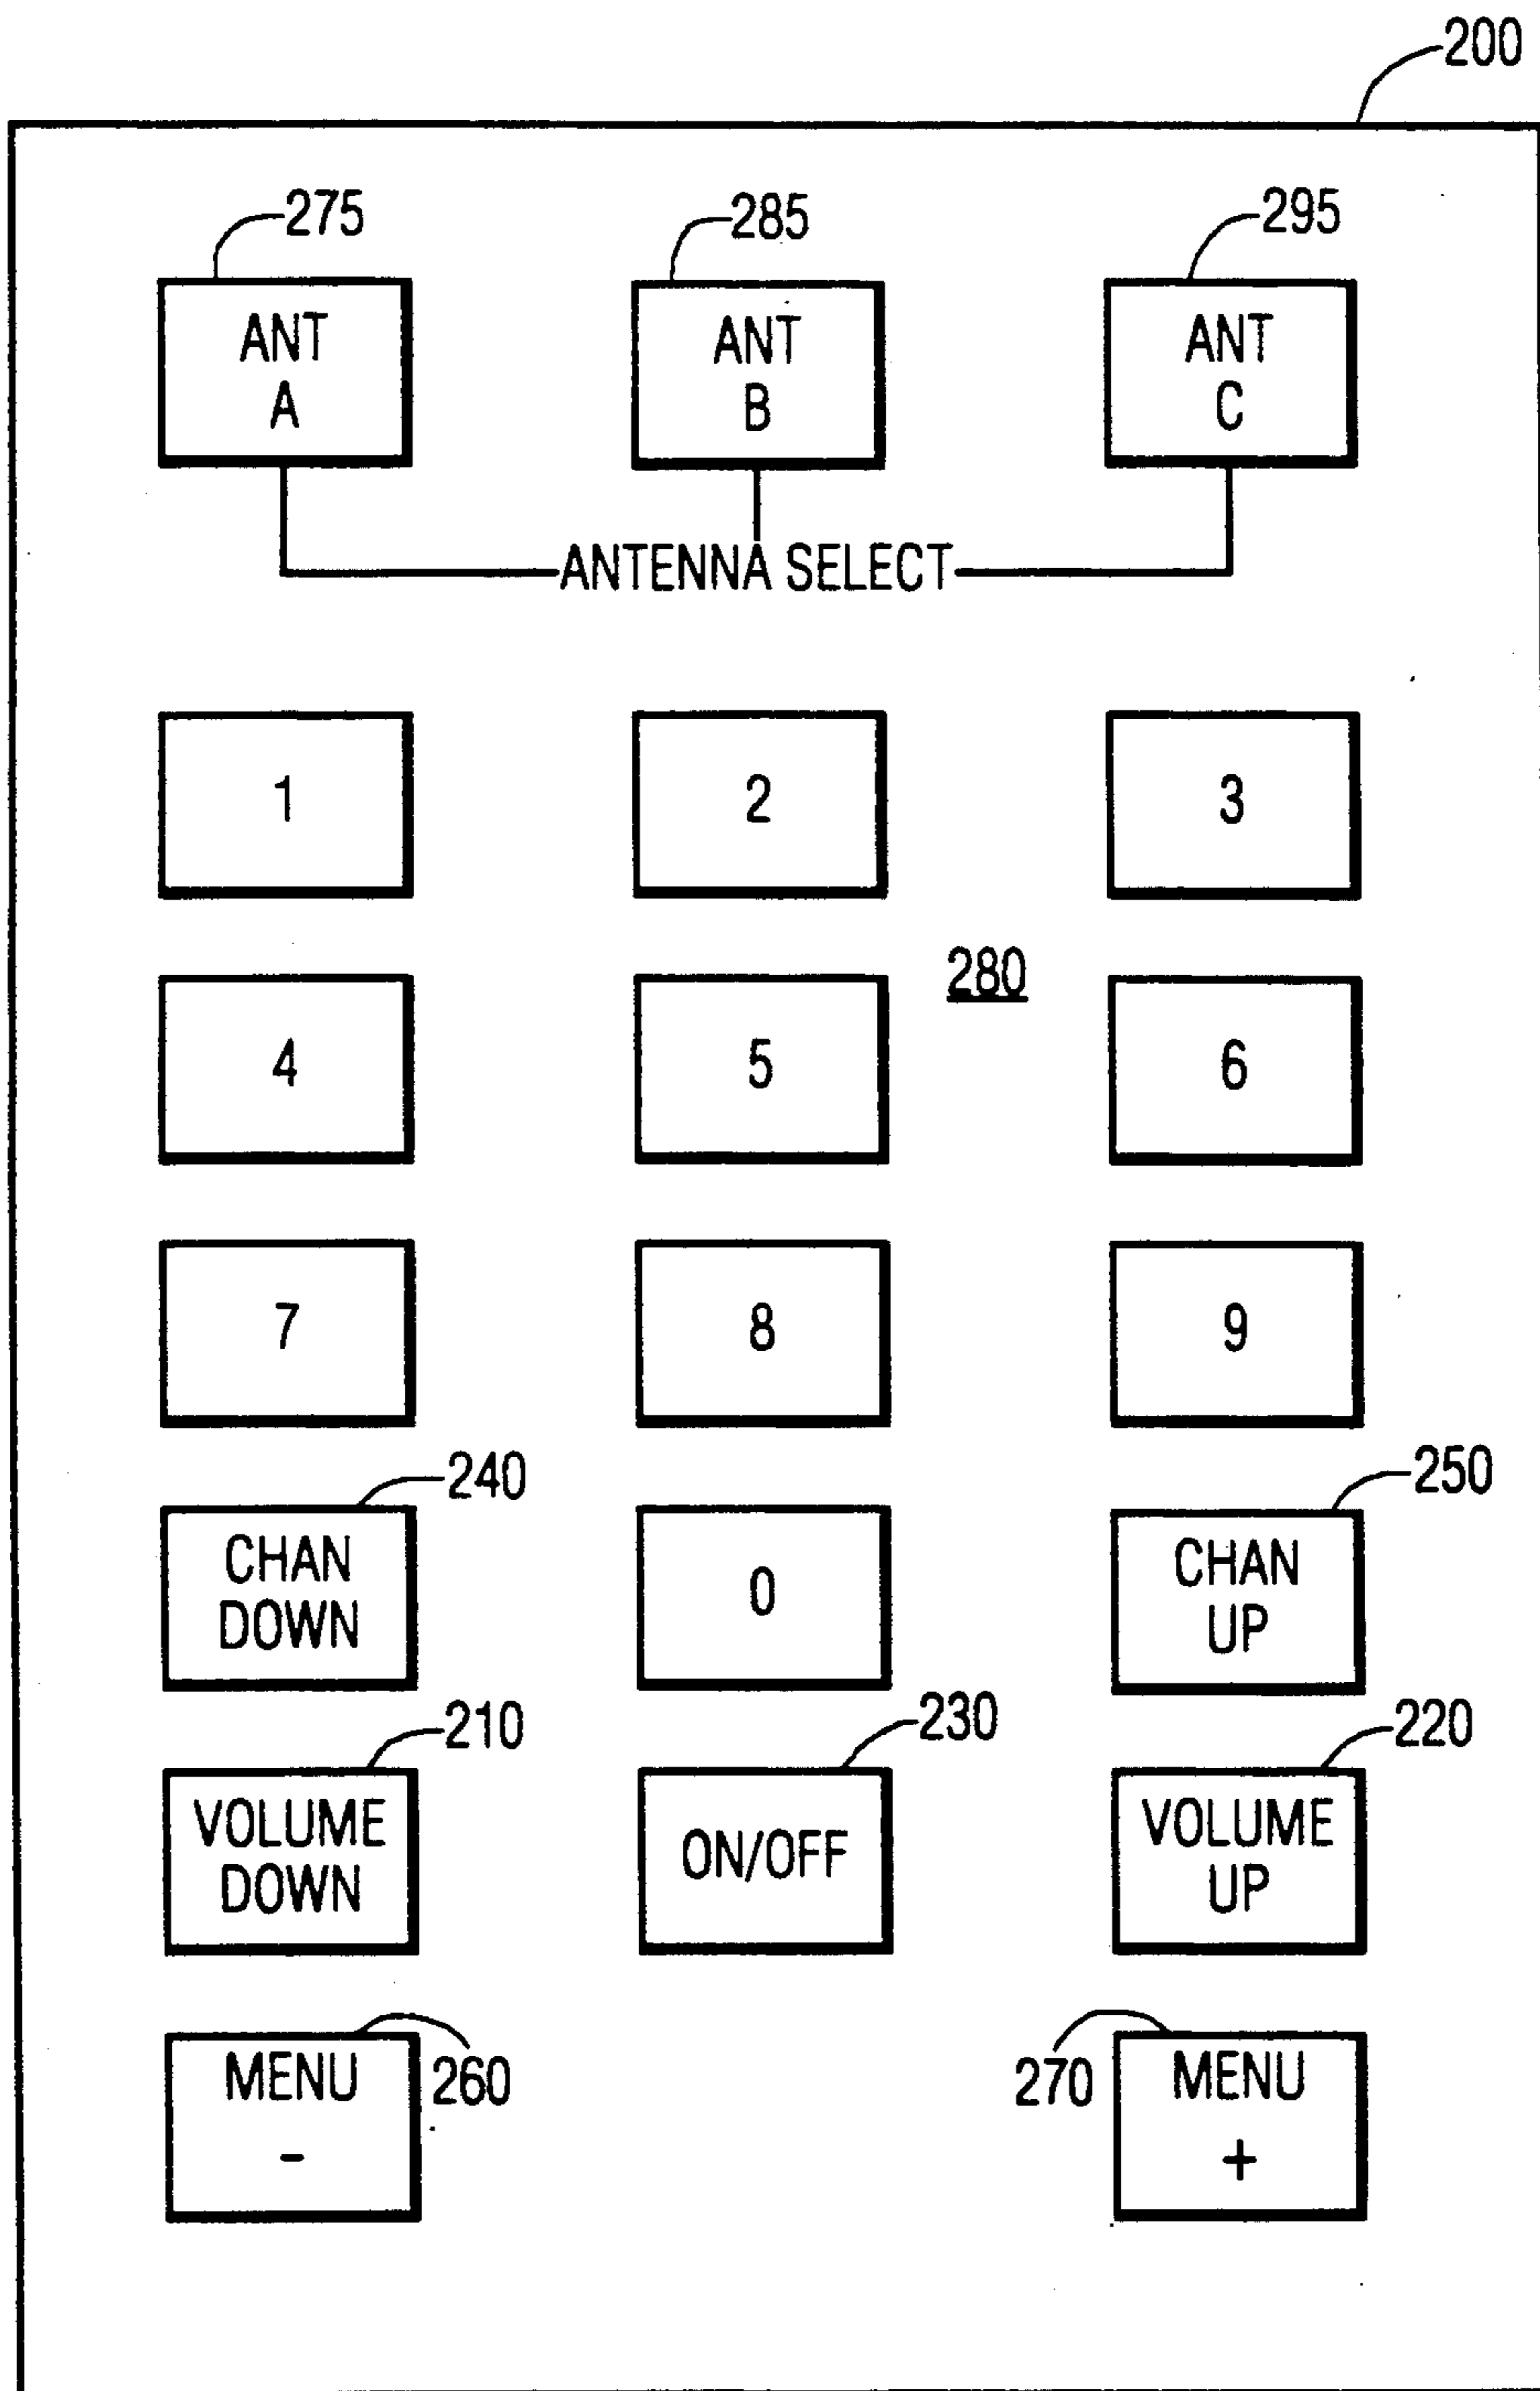 200
275
285
295
ANT
A
ANT
B
ANT
C
ANTENNA SELECT
1
2
3
280
4
5
6
7
8
9
240
250
CHAN
DOWN
0
CHAN
UP
210
230
220
VOLUME
DOWN
ON/OFF
VOLUME
UP
MENU
-
260
270
MENU
+